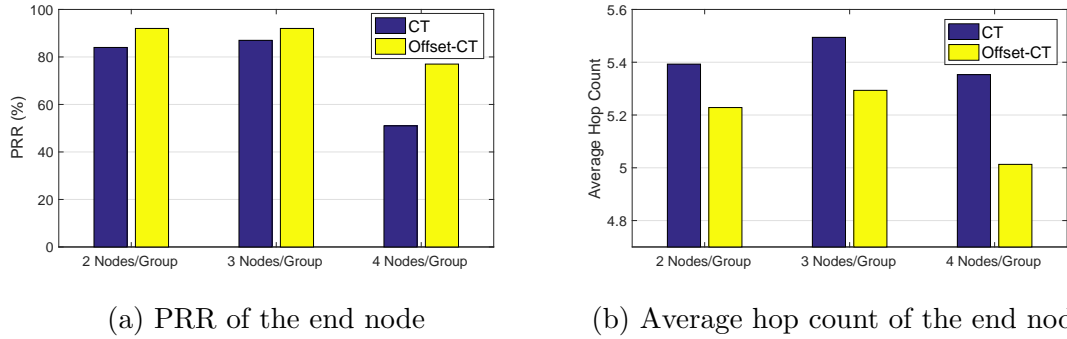 100
80
60
40
20
0
PRR (%)
CT
Offset-CT
2 Nodes/Group
3 Nodes/Group
4 Nodes/Group
(a) PRR of the end node
5.6
5.4
5.2
5
4.8
Average Hop Count
CT
Offset-CT
2 Nodes/Group
3 Nodes/Group
4 Nodes/Group
(b) Average hop count of the end nod